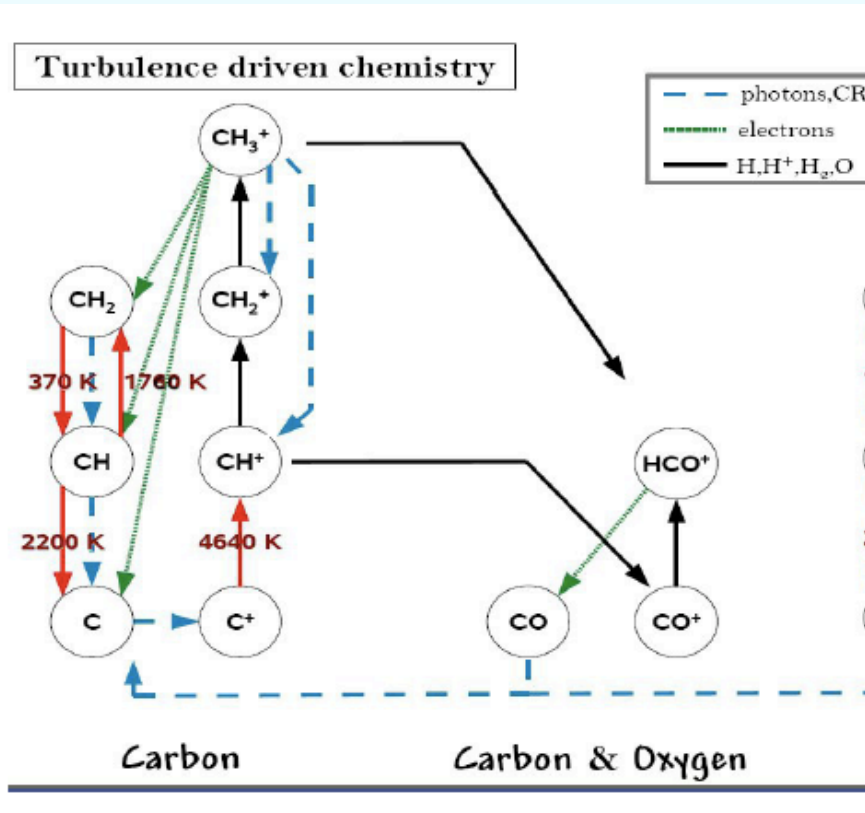 Turbulence driven chemistry
photons,CR
electrons
H,H⁺,H₂,O
CH₃⁺
CH₂
CH₂⁺
370 K
1760 K
CH
CH⁺
HCO⁺
2200 K
4640 K
C
C⁺
CO
CO⁺
Carbon
Carbon & Oxygen